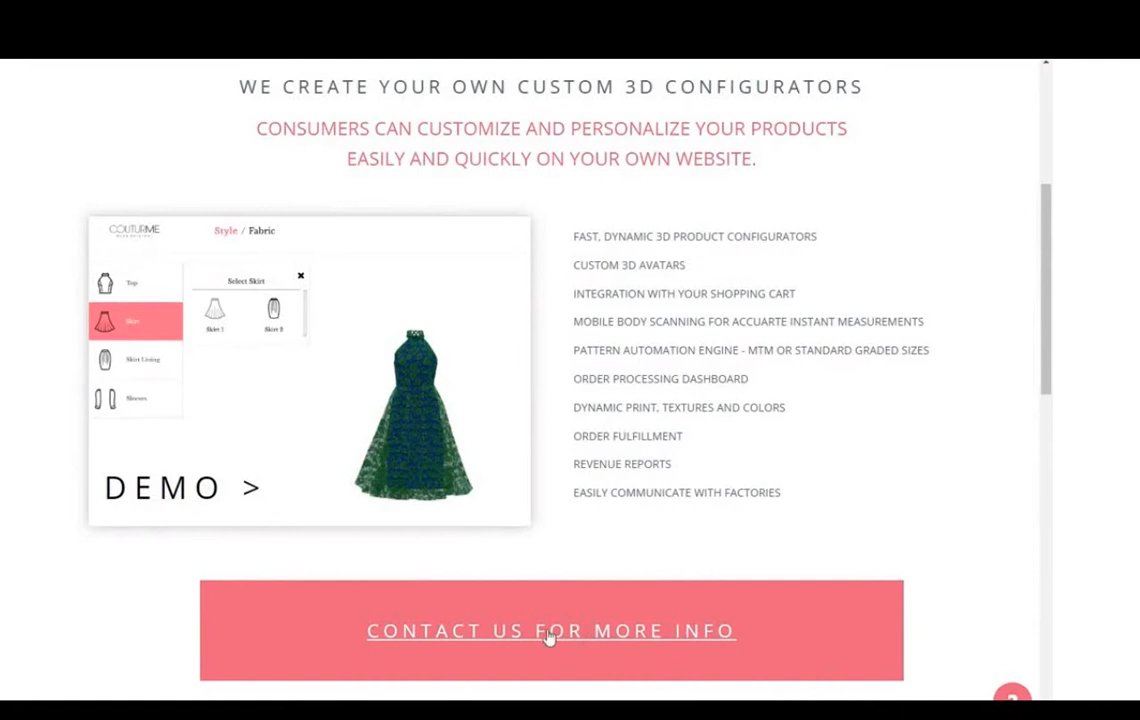 WE CREATE YOUR OWN CUSTOM 3D CONFIGURATORS
CONSUMERS CAN CUSTOMIZE AND PERSONALIZE YOUR PRODUCTS
EASILY AND QUICKLY ON YOUR OWN WEBSITE.
COUTURME
Style / Fabric
Select Skirt
Top
Skirt
Skirt 1
Skirt 2
Skirt Lining
Sleeves
DEMO >
FAST, DYNAMIC 3D PRODUCT CONFIGURATORS
CUSTOM 3D AVATARS
INTEGRATION WITH YOUR SHOPPING CART
MOBILE BODY SCANNING FOR ACCUARTE INSTANT MEASUREMENTS
PATTERN AUTOMATION ENGINE - MTM OR STANDARD GRADED SIZES
ORDER PROCESSING DASHBOARD
DYNAMIC PRINT, TEXTURES AND COLORS
ORDER FULFILLMENT
REVENUE REPORTS
EASILY COMMUNICATE WITH FACTORIES
CONTACT US FOR MORE INFO